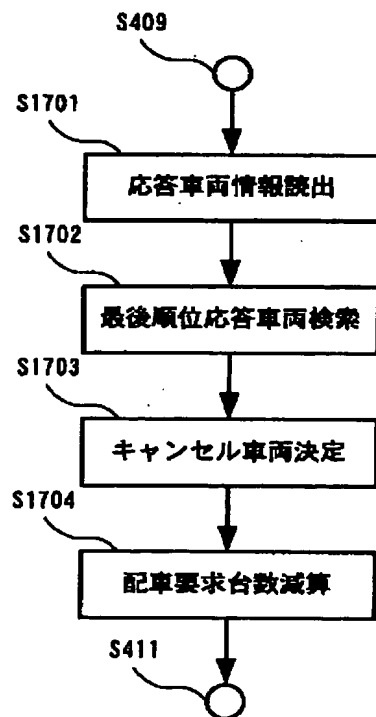 S409
S1701
応答車両情報読出
S1702
最後順位応答車両検索
S1703
キャンセル車両決定
S1704
配車要求台数減算
S411